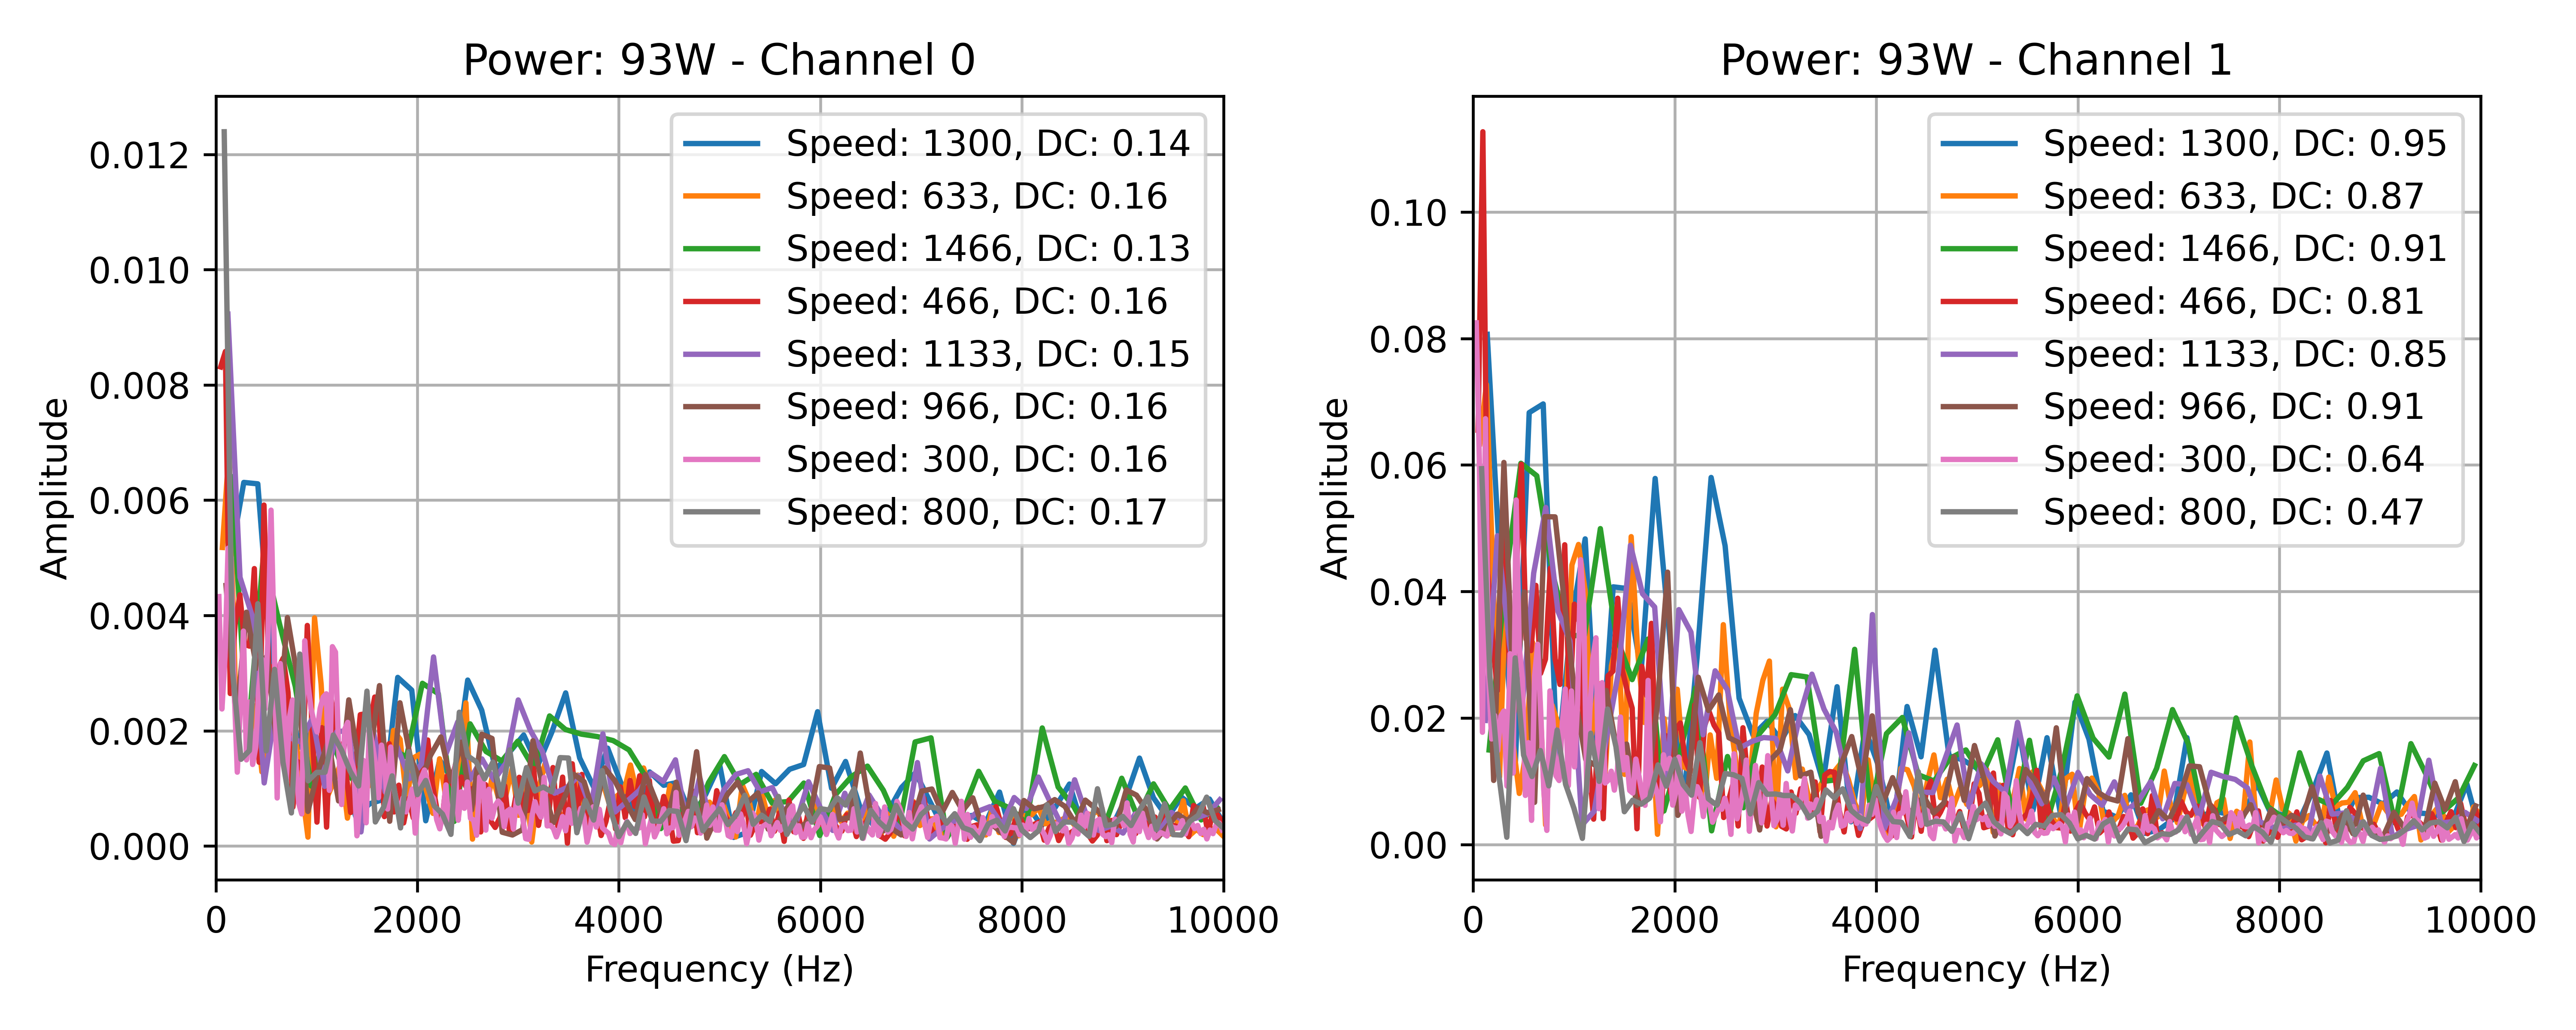 Power: 93W - Channel 0
Amplitude
0.012
0.010
0.008
0.006
0.004
0.002
0.000
Speed: 1300, DC: 0.14
Speed: 633, DC: 0.16
Speed: 1466, DC: 0.13
Speed: 466, DC: 0.16
Speed: 1133, DC: 0.15
Speed: 966, DC: 0.16
Speed: 300, DC: 0.16
Speed: 800, DC: 0.17
0 2000 4000 6000 8000 10000
Frequency (Hz)
Power: 93W - Channel 1
Amplitude
0.10
0.08
0.06
0.04
0.02
0.00
Speed: 1300, DC: 0.95
Speed: 633, DC: 0.87
Speed: 1466, DC: 0.91
Speed: 466, DC: 0.81
Speed: 1133, DC: 0.85
Speed: 966, DC: 0.91
Speed: 300, DC: 0.64
Speed: 800, DC: 0.47
0 2000 4000 6000 8000 10000
Frequency (Hz)